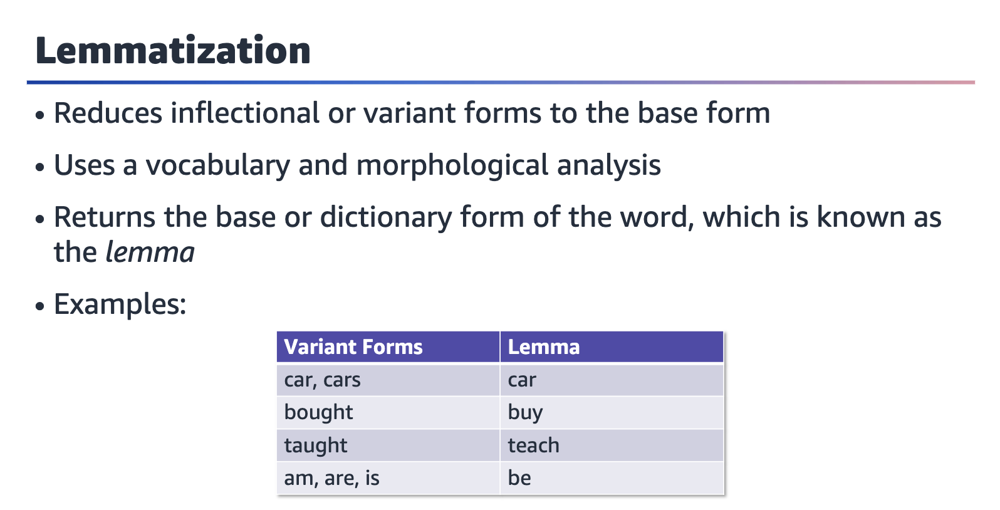 Lemmatization
• Reduces inflectional or variant forms to the base form
• Uses a vocabulary and morphological analysis
• Returns the base or dictionary form of the word, which is known as
the lemma
• Examples:
Variant Forms Lemma
car, cars car
bought buy
taught teach
am, are, is be